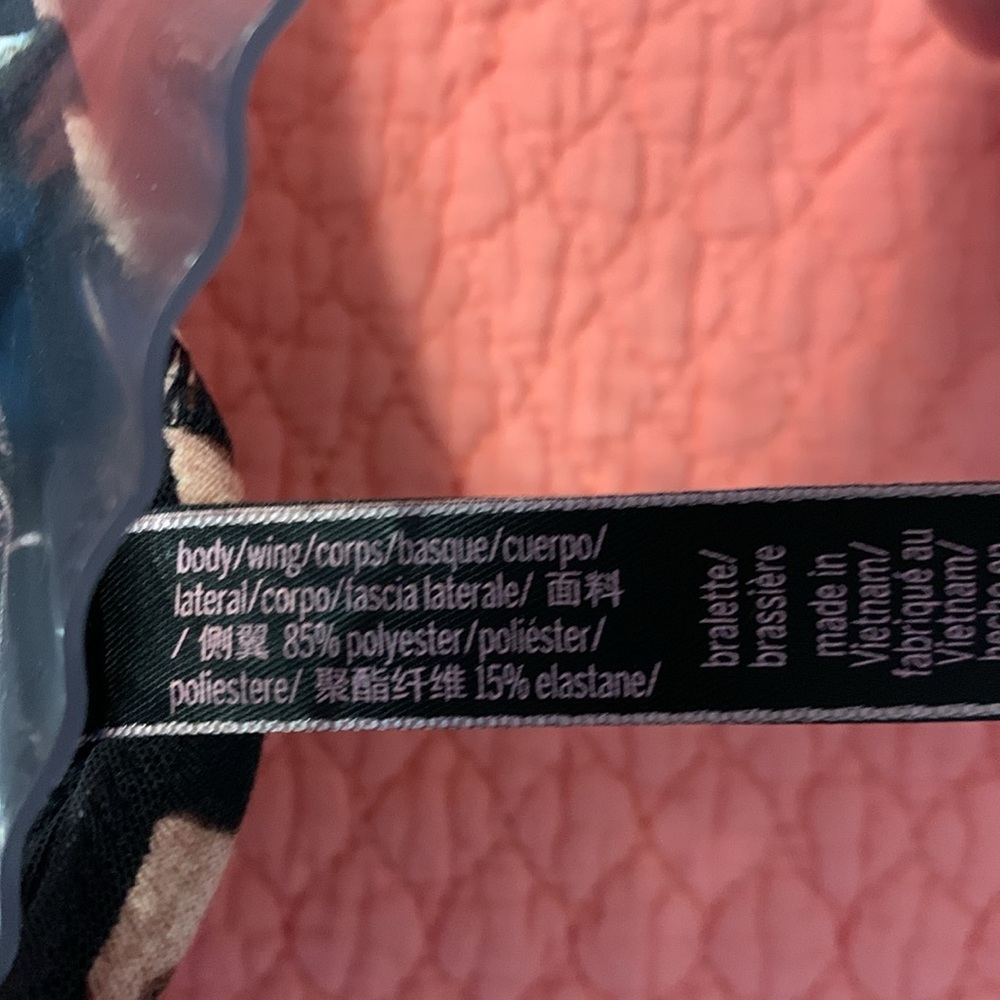 body/wing/corps/basque/cuerpo/
lateral/corpo/fascia laterale/ 面料
/ 侧翼 85% polyester/poliéster/
poliestere/ 聚酯纤维 15% elastane/
bralette/
brassière
made in
Vietnam/
fabriqué au
Vietnam/